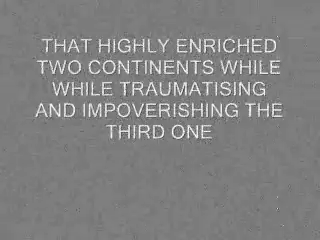 THAT HIGHLY ENRICHED
TWO CONTINENTS WHILE
WHILE TRAUMATISING
AND IMPOVERISHING THE
THIRD ONE